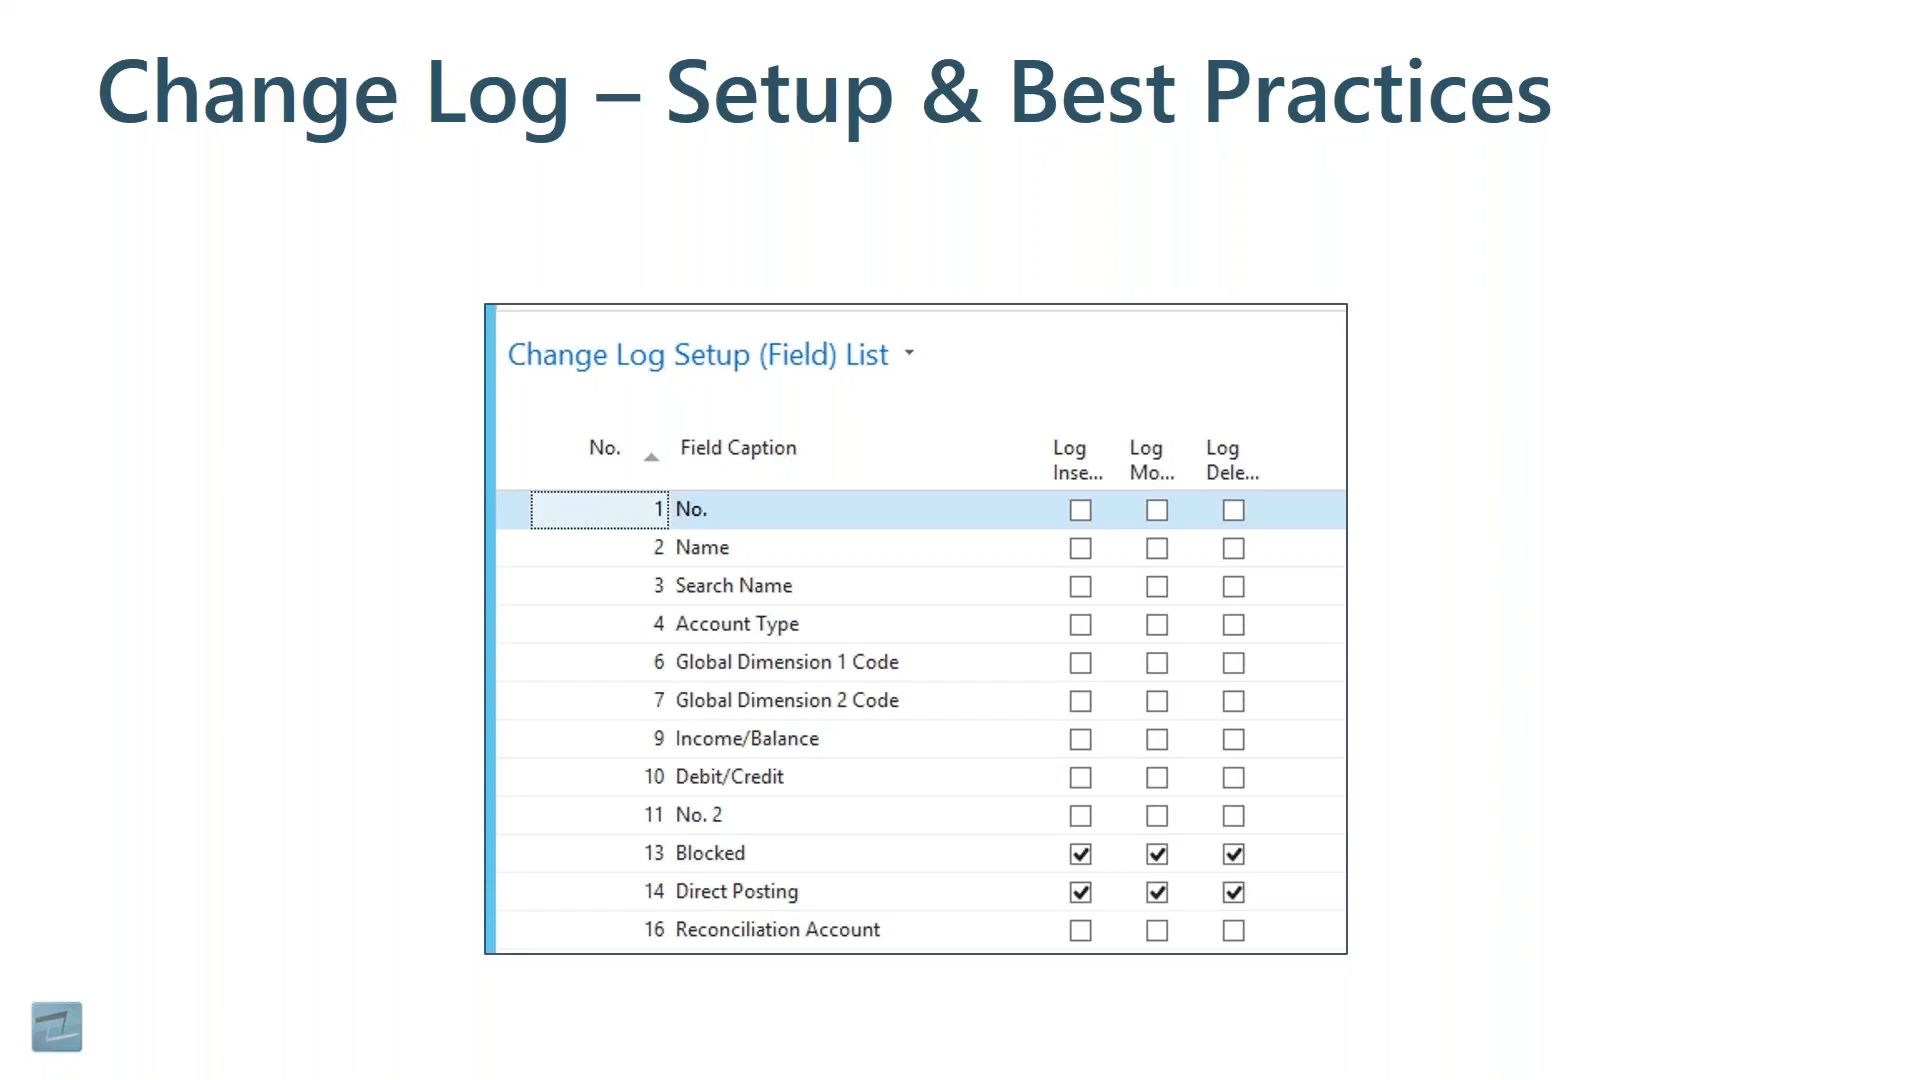 Change Log – Setup & Best Practices
Change Log Setup (Field) List
No. Field Caption Log Inse... Log Mo... Log Dele...
1 No.
2 Name
3 Search Name
4 Account Type
6 Global Dimension 1 Code
7 Global Dimension 2 Code
9 Income/Balance
10 Debit/Credit
11 No. 2
13 Blocked
14 Direct Posting
16 Reconciliation Account